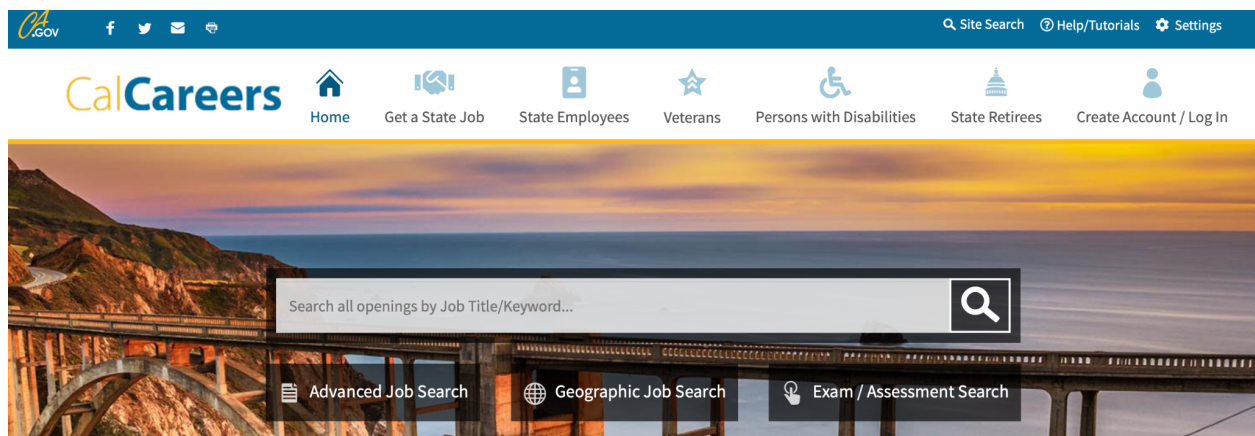 CA.GOV
Site Search Help/Tutorials Settings
CalCareers
Home Get a State Job State Employees Veterans Persons with Disabilities State Retirees Create Account / Log In
Search all openings by Job Title/Keyword...
Advanced Job Search Geographic Job Search Exam / Assessment Search